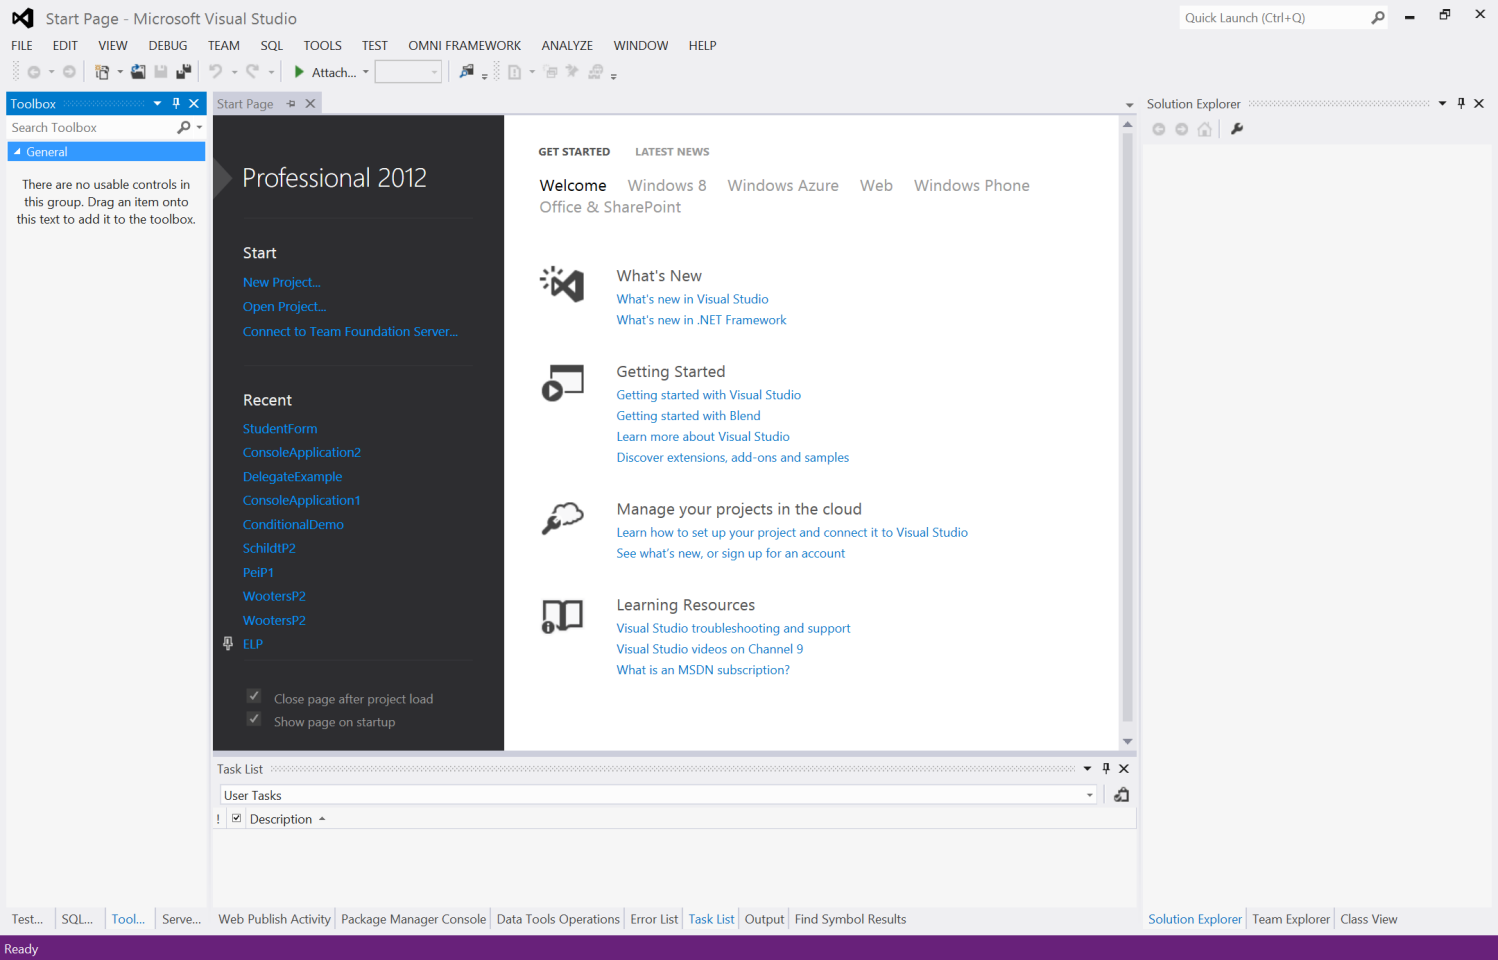 Start Page - Microsoft Visual Studio
Quick Launch (Ctrl+Q)
FILE EDIT VIEW DEBUG TEAM SQL TOOLS TEST OMNI FRAMEWORK ANALYZE WINDOW HELP
Attach...
Toolbox
Search Toolbox
General
There are no usable controls in
this group. Drag an item onto
this text to add it to the toolbox.
Start Page
Professional 2012
Start
New Project...
Open Project...
Connect to Team Foundation Server...
Recent
StudentForm
ConsoleApplication2
DelegateExample
ConsoleApplication1
ConditionalDemo
SchildtP2
PeiP1
WootersP2
WootersP2
ELP
Close page after project load
Show page on startup
GET STARTED LATEST NEWS
Welcome Windows 8 Windows Azure Web Windows Phone
Office & SharePoint
What's New
What's new in Visual Studio
What's new in .NET Framework
Getting Started
Getting started with Visual Studio
Getting started with Blend
Learn more about Visual Studio
Discover extensions, add-ons and samples
Manage your projects in the cloud
Learn how to set up your project and connect it to Visual Studio
See what's new, or sign up for an account
Learning Resources
Visual Studio troubleshooting and support
Visual Studio videos on Channel 9
What is an MSDN subscription?
Solution Explorer
Task List
User Tasks
! Description
Test... SQL... Tool... Serve...
Web Publish Activity Package Manager Console Data Tools Operations Error List Task List Output Find Symbol Results
Solution Explorer Team Explorer Class View
Ready